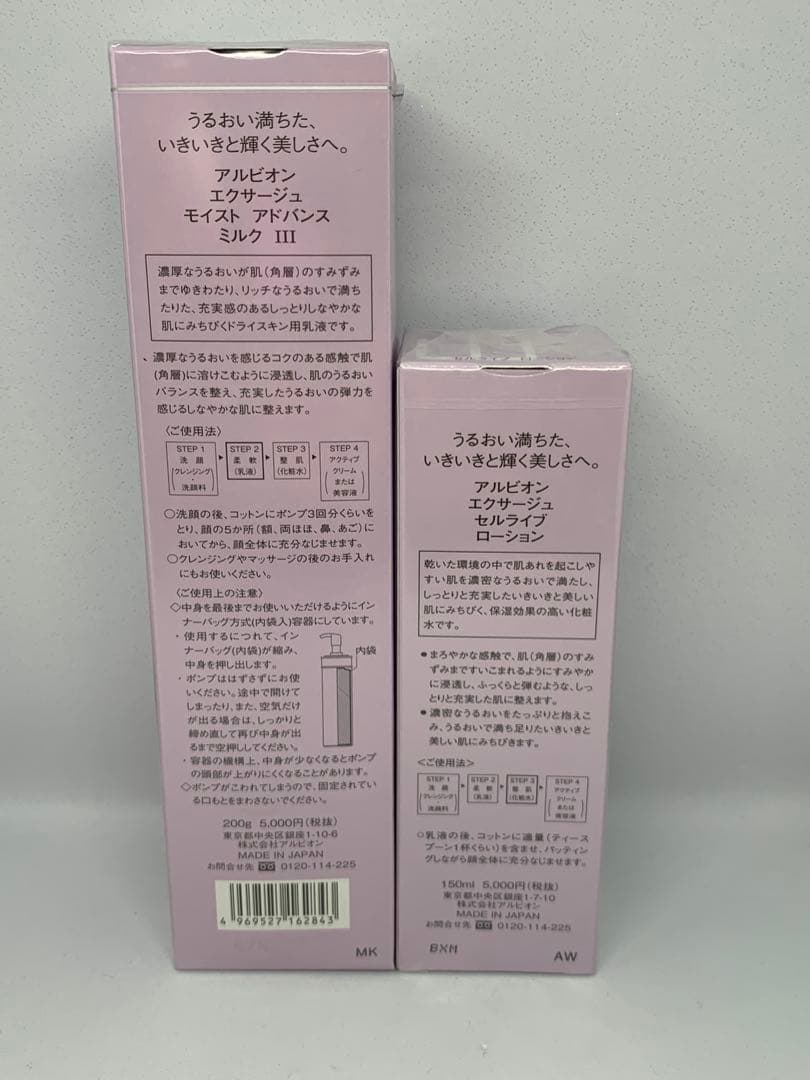 うるおい満ちた、
いきいきと輝く美しさへ。
アルビオン
エクサージュ
モイスト アドバンス
ミルク III
濃厚なうるおいが肌(角層)のすみずみ
までゆきわたり、リッチなうるおいで満ち
たりた、充実感のあるしっとりしなやかな
肌にみちびくドライスキン用乳液です。
、濃厚なうるおいを感じるコクのある感触で肌
(角層)に溶けこむように浸透し、肌のうるおい
バランスを整え、充実したうるおいの弾力を
感じるしなやかな肌に整えます。
〈ご使用法〉
STEP 1 ▶ STEP 2 ▶ STEP 3 ▶ STEP 4
洗顔 柔軟 整肌 アクティブ
(クレンジング・洗顔料) (乳液) (化粧水) (クリームまたは美容液)
○洗顔の後、コットンにポンプ3回分くらいを
とり、顔の5か所(額、両ほほ、鼻、あご)に
おいてから、顔全体に充分なじませます。
○クレンジングやマッサージの後のお手入れ
にもお使いください。
〈ご使用上の注意〉
◇中身を最後までお使いいただけるようにイン
ナーバッグ方式(内袋入)容器にしています。
・使用するにつれて、イン
ナーバッグ(内袋)が縮み、
中身を押し出します。
・ポンプははずさずにお使
いください。途中で開けて
しまったり、また、空気だけ
が出る場合は、しっかりと
締め直して再び中身が出
るまで空押ししてください。
内袋
・容器の機構上、中身が少なくなるとポンプ
の頭部が上がりにくくなることがあります。
◇ポンプがこわれてしまうので、固定されてい
る口もとをまわさないでください。
200g 5,000円(税抜)
東京都中央区銀座1-10-6
株式会社アルビオン
MADE IN JAPAN
お問合せ先 0120-114-225
4 969527 162843
MK
うるおい満ちた、
いきいきと輝く美しさへ。
アルビオン
エクサージュ
セルライブ
ローション
乾いた環境の中で肌あれを起こしや
すい肌を濃密なうるおいで満たし、
しっとりと充実したいきいきと美しい
肌にみちびく、保湿効果の高い化粧
水です。
●まろやかな感触で、肌(角層)のすみ
ずみまですいこまれるようにすみやか
に浸透し、ふっくらと弾むような、しっ
とりと充実した肌に整えます。
●濃密なうるおいをたっぷりと抱えこ
み、うるおいで満ち足りたいきいきと
美しい肌にみちびきます。
〈ご使用法〉
STEP 1 ▶ STEP 2 ▶ STEP 3 ▶ STEP 4
洗顔 柔軟 整肌 アクティブ
(クレンジング・洗顔料) (乳液) (化粧水) (クリームまたは美容液)
○乳液の後、コットンに適量(ティース
プーン1杯くらい)を含ませ、パッティン
グしながら顔全体に充分なじませます。
150ml 5,000円(税抜)
東京都中央区銀座1-7-10
株式会社アルビオン
MADE IN JAPAN
お問合せ先 0120-114-225
BXM
AW